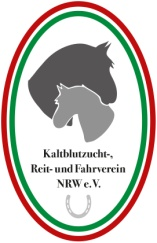 Kaltblutzucht-,
Reit- und Fahrverein
NRW e.V.